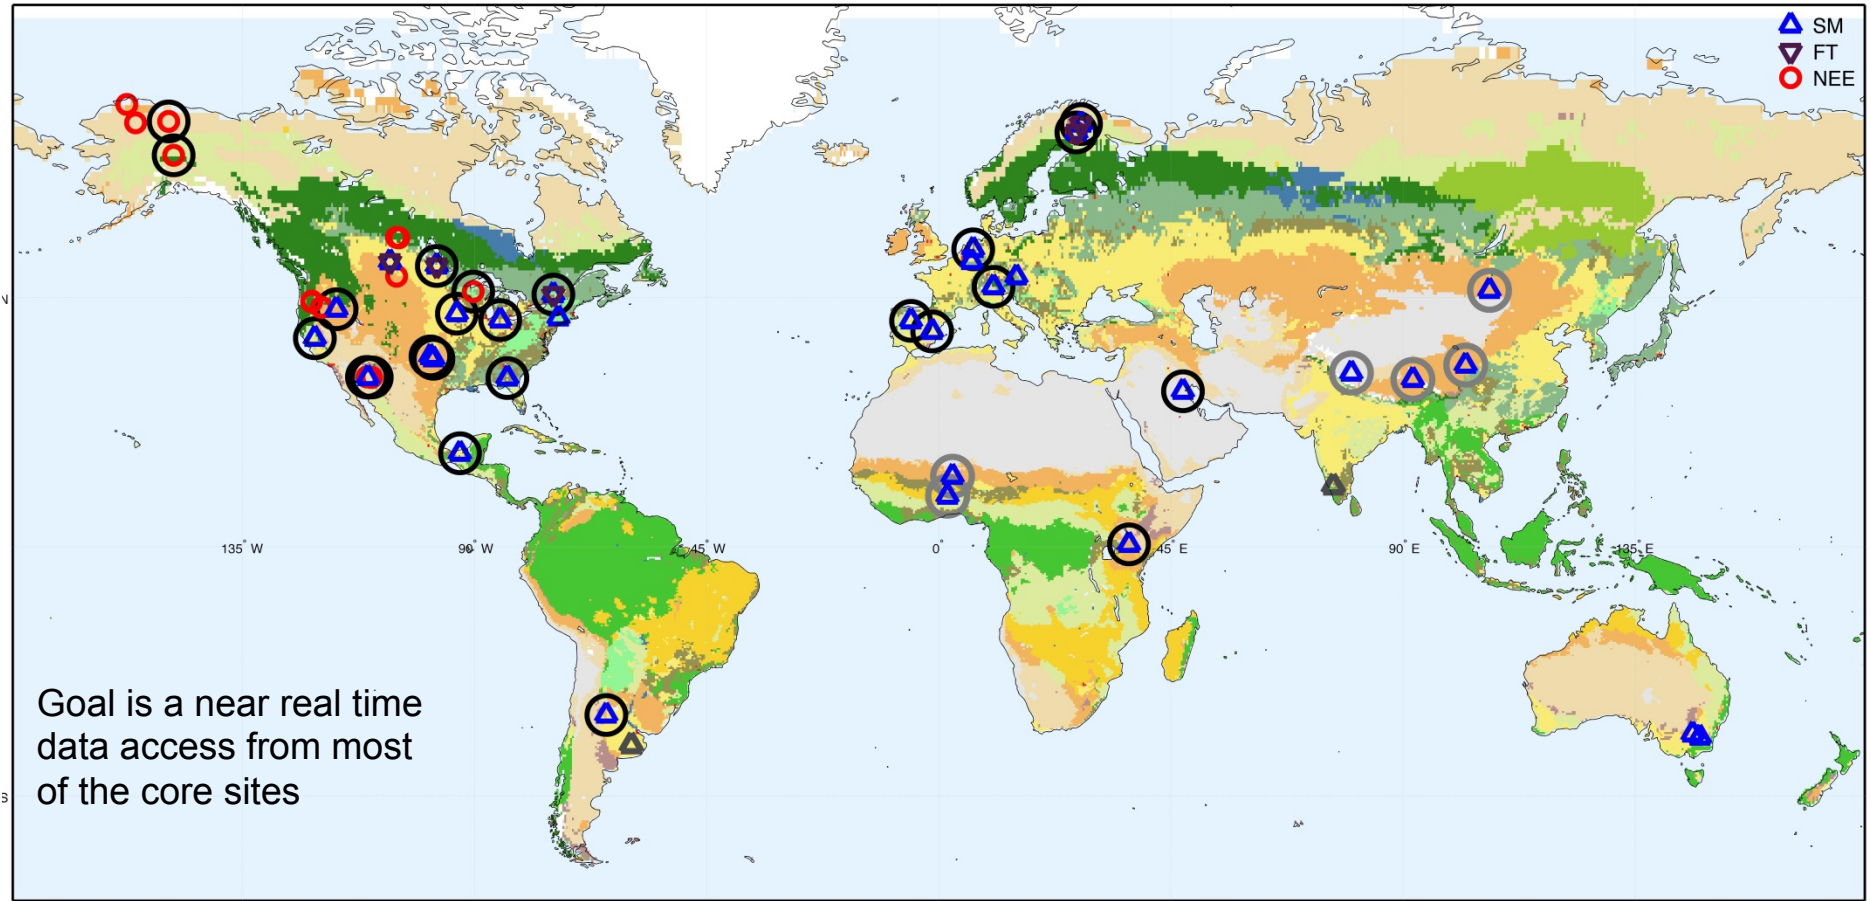 SM
FT
NEE
N
135° W
90° W
45° W
0°
45° E
90° E
135° E
Goal is a near real time
data access from most
of the core sites
S